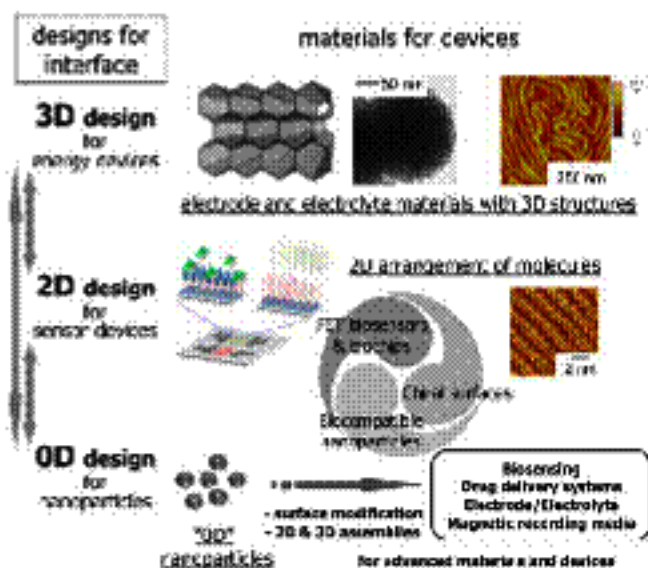 designs for
interface
materials for devices
3D design
for
energy devices
50 nm
250 nm
electrode and electrolyte materials with 3D structures
2D design
for
sensor devices
2D arrangement of molecules
FET biosensors
& biochips
Chiral surfaces
Biocompatible
nanoparticles
2 nm
0D design
for
nanoparticles
"0D"
nanoparticles
- surface modification
- 2D & 3D assemblies
Biosensing
Drug delivery systems
Electrode/Electrolyte
Magnetic recording media
for advanced materials and devices